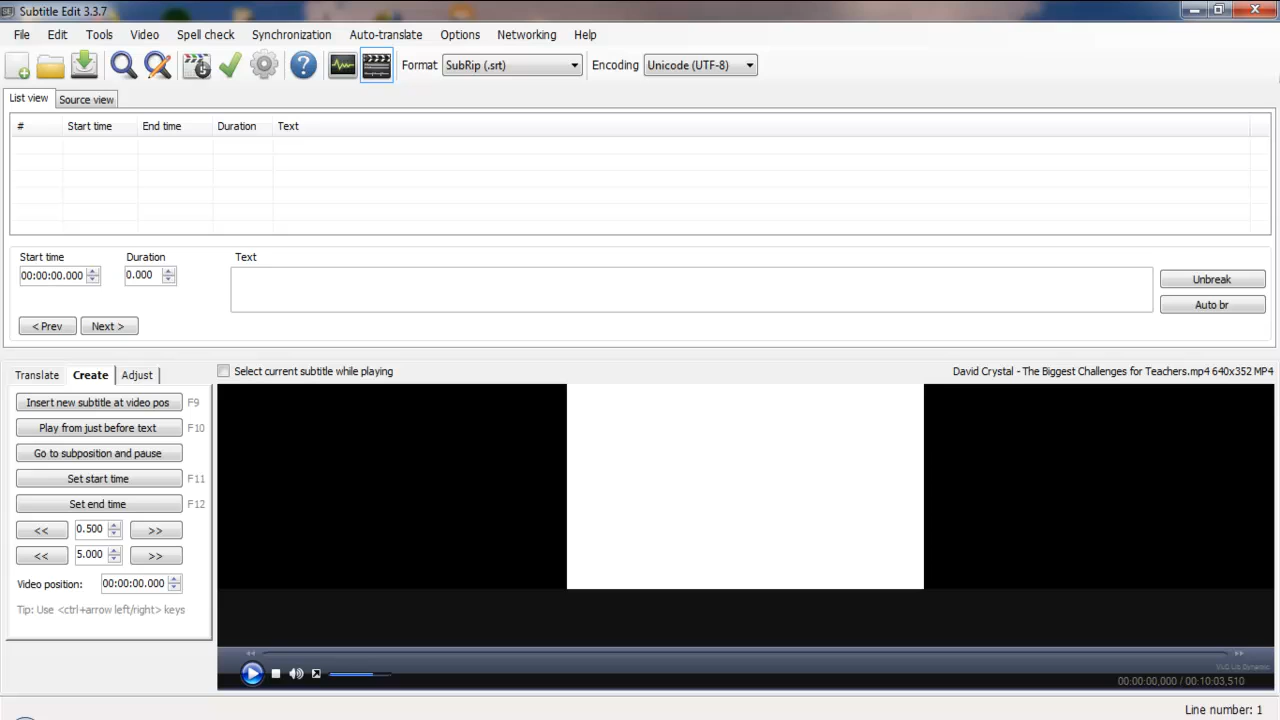 Subtitle Edit 3.3.7
File Edit Tools Video Spell check Synchronization Auto-translate Options Networking Help
Format SubRip (.srt) Encoding Unicode (UTF-8)
List view Source view
# Start time End time Duration Text
Start time Duration Text
00:00:00.000 0.000 Unbreak
Auto br
< Prev Next >
Translate Create Adjust Select current subtitle while playing David Crystal - The Biggest Challenges for Teachers.mp4 640x352 MP4
Insert new subtitle at video pos F9
Play from just before text F10
Go to subposition and pause
Set start time F11
Set end time F12
<< 0.500 >>
<< 5.000 >>
Video position: 00:00:00.000
Tip: Use <ctrl+arrow left/right> keys
00:00:00,000 / 00:10:03,510
Line number: 1